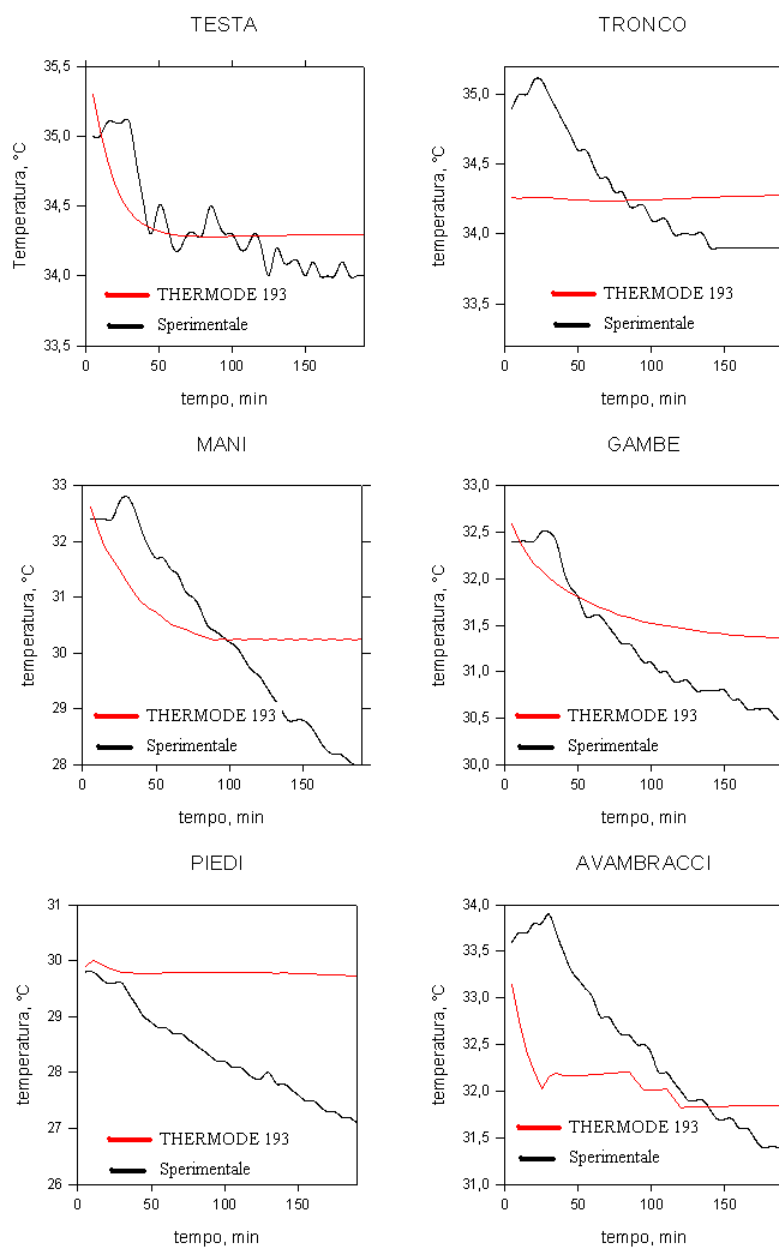 TESTA
Temperatura, °C
35,5
35,0
34,5
34,0
33,5
THERMODE 193
Sperimentale
0 50 100 150
tempo, min
TRONCO
temperatura, °C
35,0
34,5
34,0
33,5
THERMODE 193
Sperimentale
0 50 100 150
tempo, min
MANI
temperatura, °C
33
32
31
30
29
28
THERMODE 193
Sperimentale
0 50 100 150
tempo, min
GAMBE
temperatura, °C
33,0
32,5
32,0
31,5
31,0
30,5
30,0
THERMODE 193
Sperimentale
0 50 100 150
tempo, min
PIEDI
temperatura, °C
31
30
29
28
27
26
THERMODE 193
Sperimentale
0 50 100 150
tempo, min
AVAMBRACCI
temperatura, °C
34,0
33,5
33,0
32,5
32,0
31,5
31,0
THERMODE 193
Sperimentale
0 50 100 150
tempo, min